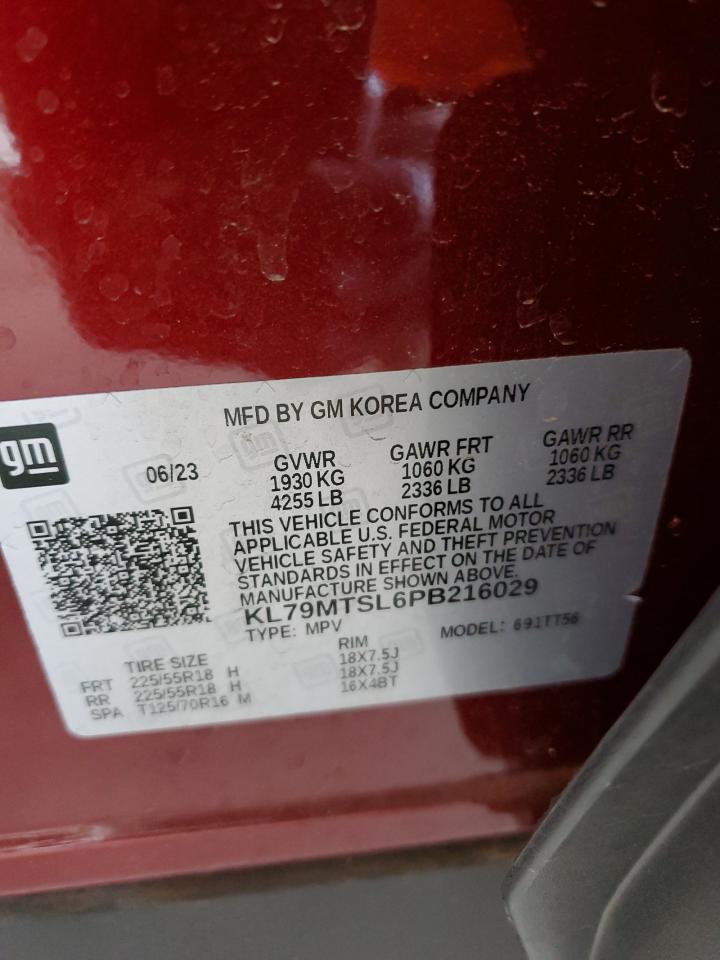 MFD BY GM KOREA COMPANY
gm
06/23
GVWR
1930 KG
4255 LB
GAWR FRT
1060 KG
2336 LB
GAWR RR
1060 KG
2336 LB
THIS VEHICLE CONFORMS TO ALL
APPLICABLE U.S. FEDERAL MOTOR
VEHICLE SAFETY AND THEFT PREVENTION
STANDARDS IN EFFECT ON THE DATE OF
MANUFACTURE SHOWN ABOVE.
KL79MTSL6PB216029
TYPE: MPV MODEL: 691TT56
TIRE SIZE RIM
FRT 225/55R18 H 18X7.5J
RR 225/55R18 H 18X7.5J
SPA T125/70R16 M 16X4BT